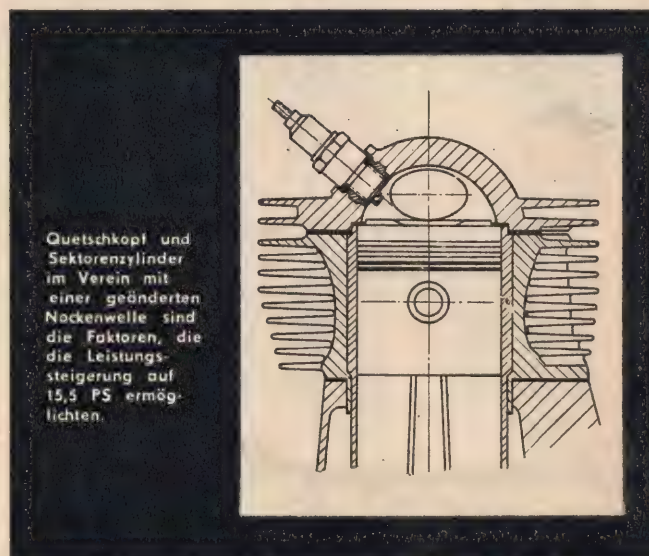 Quetschkopf und
Sektorenzylinder
im Verein mit
einer geänderten
Nockenwelle sind
die Faktoren, die
die Leistungs-
steigerung auf
15,5 PS ermög-
lichten.